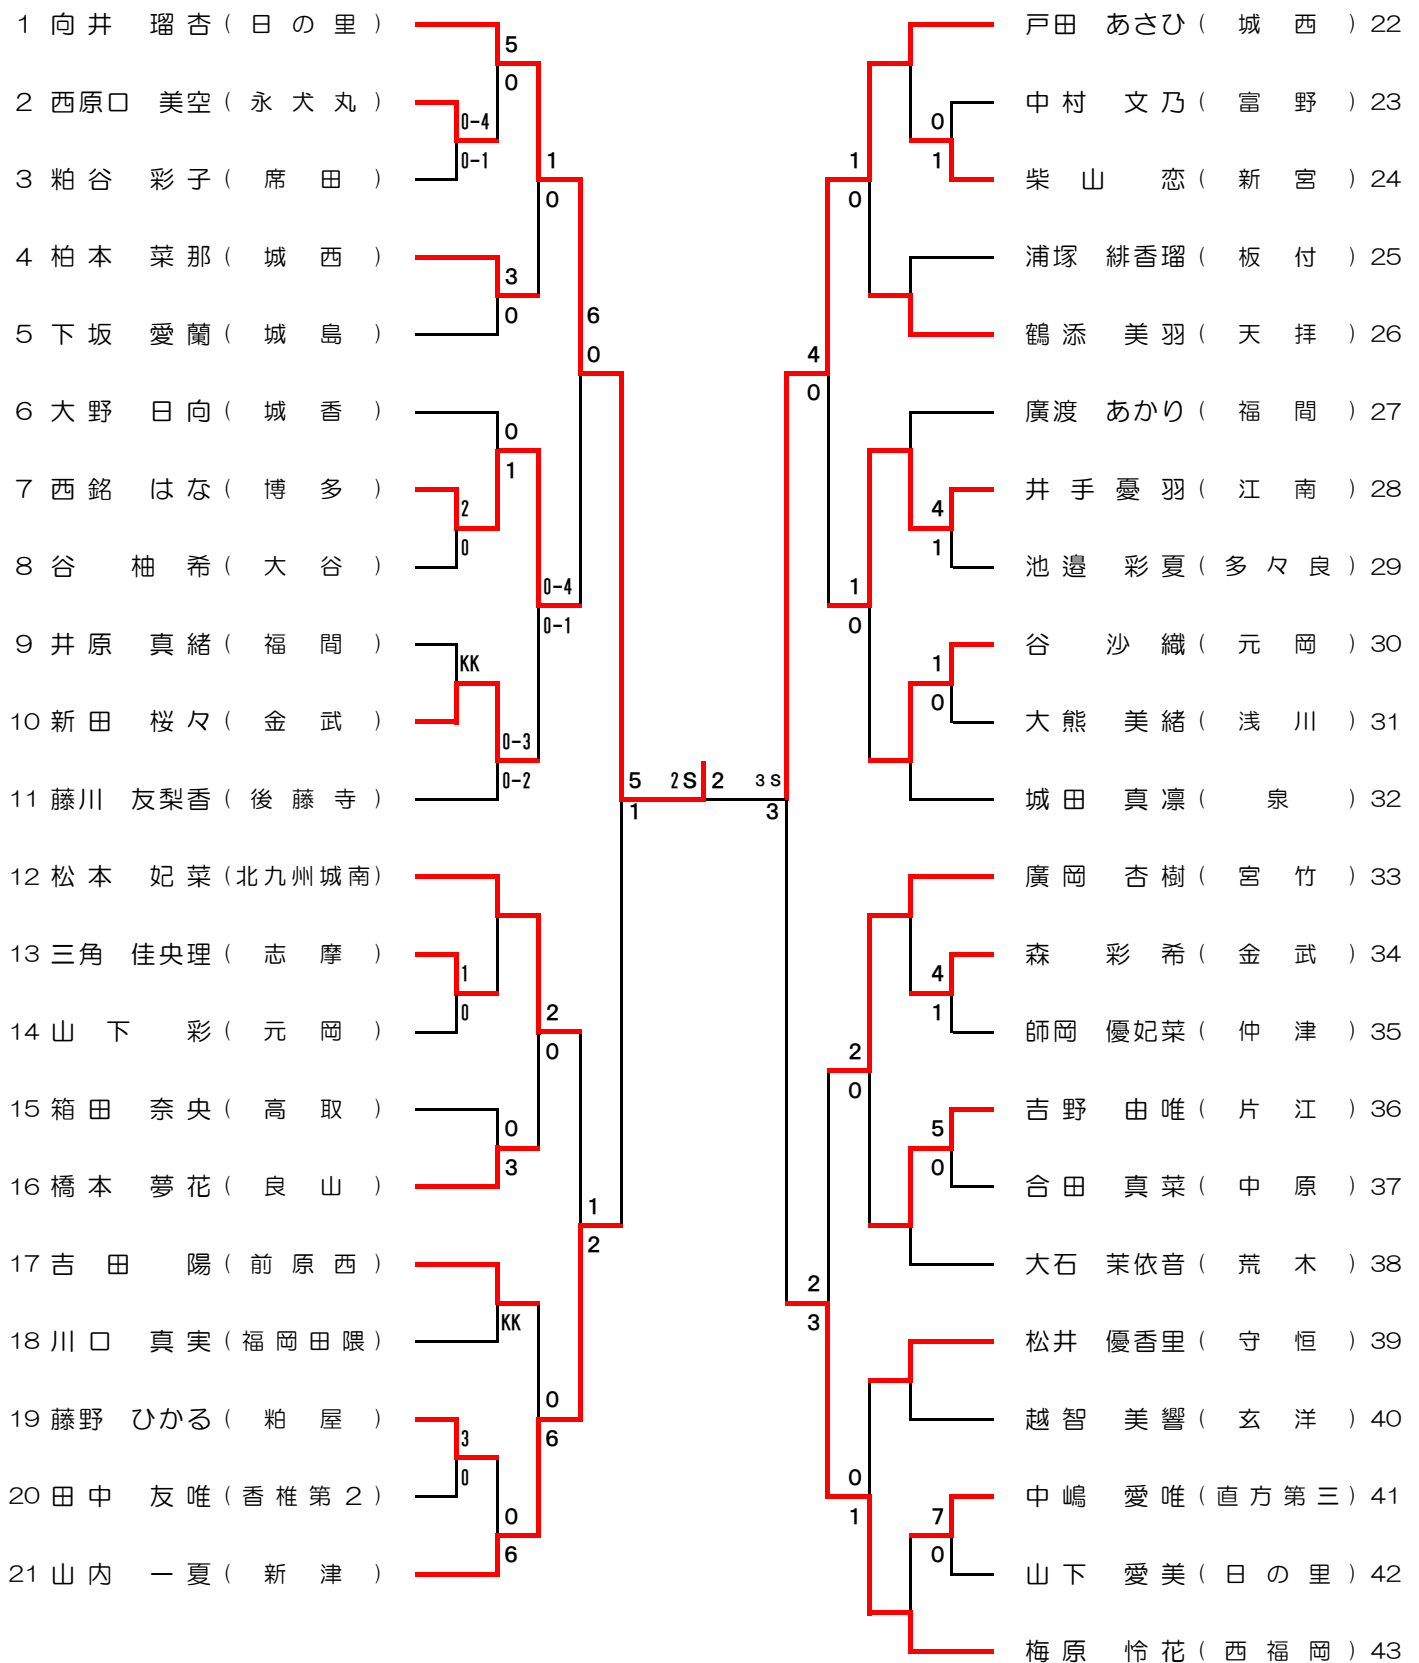 1 向井 瑠杏 ( 日の里 )
5
0
2 西原口 美空 ( 永犬丸 )
0-4
0-1
3 粕谷 彩子 ( 席田 )
1
0
4 柏本 菜那 ( 城西 )
3
0
5 下坂 愛蘭 ( 城島 )
6
0
6 大野 日向 ( 城香 )
0
1
7 西銘 はな ( 博多 )
2
0
8 谷 柚希 ( 大谷 )
0-4
0-1
9 井原 真緒 ( 福間 )
KK
10 新田 桜々 ( 金武 )
0-3
0-2
11 藤川 友梨香 ( 後藤寺 )
5 2S 2 3S
1 3
12 松本 妃菜 (北九州城南)
13 三角 佳央理 ( 志摩 )
1
0
14 山下 彩 ( 元岡 )
2
0
15 箱田 奈央 ( 高取 )
0
3
16 橋本 夢花 ( 良山 )
1
2
17 吉田 陽 ( 前原西 )
18 川口 真実 ( 福岡田隈 )
KK
19 藤野 ひかる ( 粕屋 )
0
6
3
0
20 田中 友唯 ( 香椎第2 )
0
6
21 山内 一夏 ( 新津 )
戸田 あさひ ( 城西 ) 22
中村 文乃 ( 富野 ) 23
0
1
柴山 恋 ( 新宮 ) 24
1
0
浦塚 緋香瑠 ( 板付 ) 25
鶴添 美羽 ( 天拝 ) 26
4
0
廣渡 あかり ( 福間 ) 27
井手憂羽 ( 江南 ) 28
4
1
池邉 彩夏 ( 多々良 ) 29
1
0
谷 沙織 ( 元岡 ) 30
1
0
大熊 美緒 ( 浅川 ) 31
城田 真凛 ( 泉 ) 32
廣岡 杏樹 ( 宮竹 ) 33
森 彩希 ( 金武 ) 34
4
1
師岡 優妃菜 ( 仲津 ) 35
2
0
吉野 由唯 ( 片江 ) 36
5
0
合田 真菜 ( 中原 ) 37
大石 茉依音 ( 荒木 ) 38
2
3
松井 優香里 ( 守恒 ) 39
越智 美響 ( 玄洋 ) 40
0
1
中嶋 愛唯 ( 直方第三 ) 41
7
0
山下 愛美 ( 日の里 ) 42
梅原 怜花 ( 西福岡 ) 43